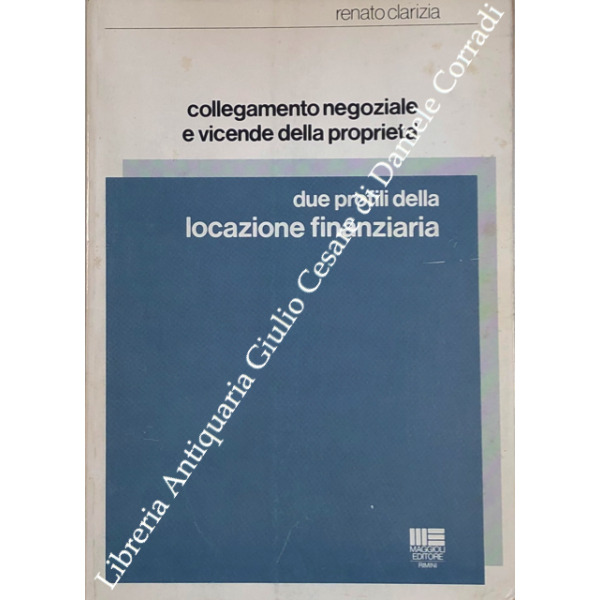 renato clarizia
collegamento negoziale
e vicende della proprietà
due profili della
locazione finanziaria
Libreria Antiquaria Giulio Cesare di Daniele Corradi
MAGGIOLI
EDITORE
RIMINI